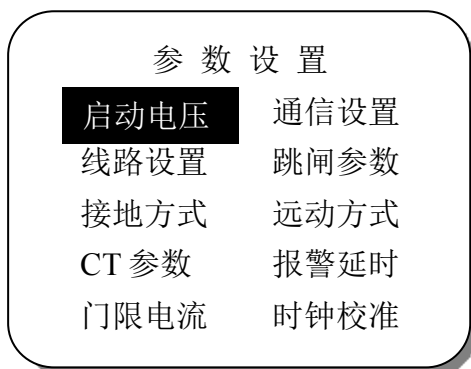 参 数 设 置
启动电压 通信设置
线路设置 跳闸参数
接地方式 远动方式
CT 参数 报警延时
门限电流 时钟校准